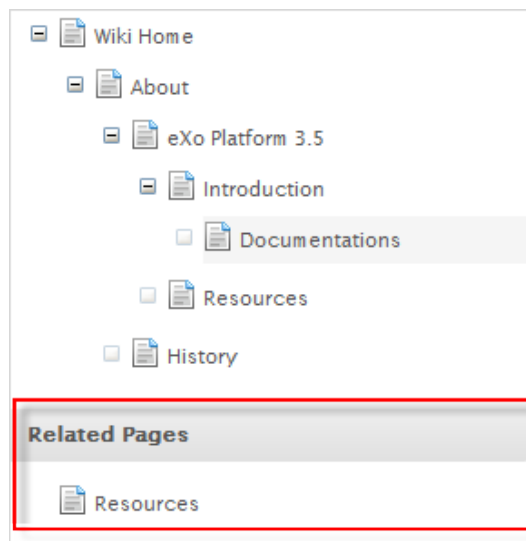 Wiki Home
About
eXo Platform 3.5
Introduction
Documentations
Resources
History
Related Pages
Resources